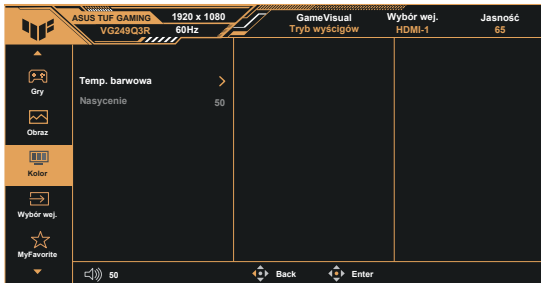 ASUS TUF GAMING
VG249Q3R
1920 x 1080
60Hz
GameVisual
Tryb wyścigów
Wybór wej.
HDMI-1
Jasność
65
Gry
Obraz
Kolor
Wybór wej.
MyFavorite
Temp. barwowa
Nasycenie 50
50
Back
Enter